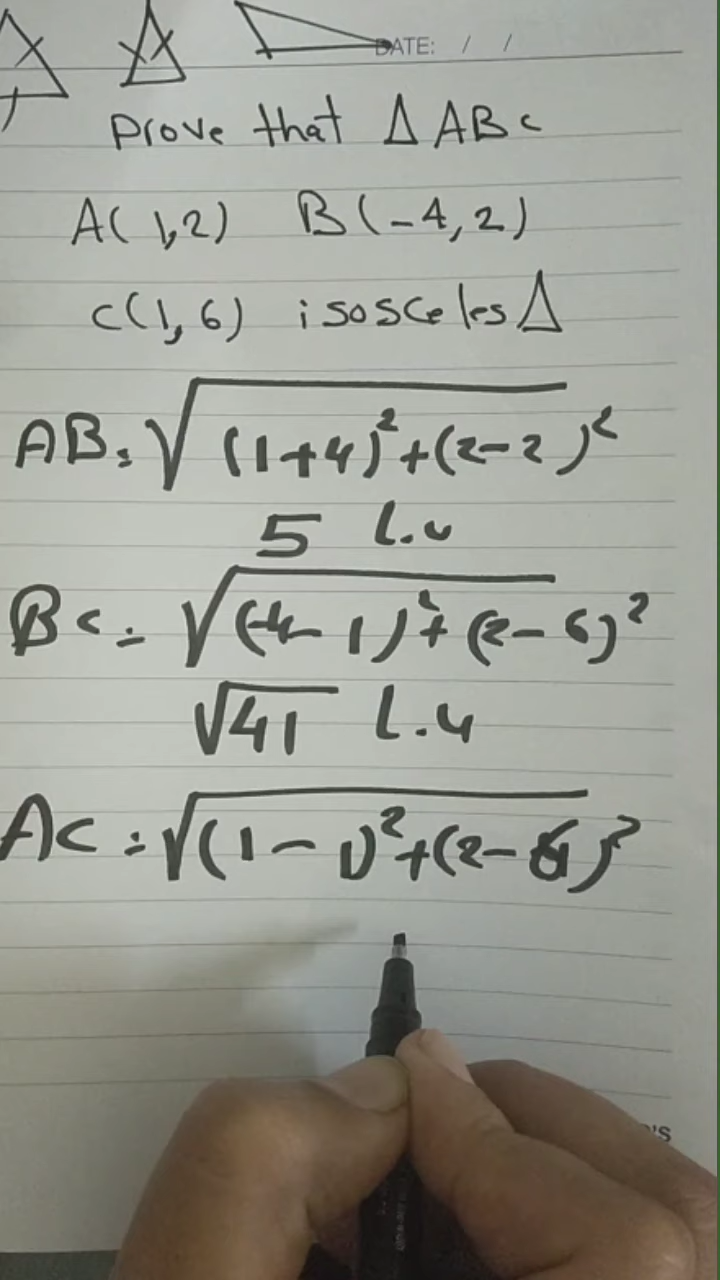 DATE: / /
Prove that Δ ABC
A(1,2) B(-4,2)
C(1,6) isosceles Δ
AB = √(1+4)²+(2-2)²
5 L.u
BC = √(-4-1)²+(2-6)²
√41 L.u
AC = √(1-1)²+(2-6)²
'S